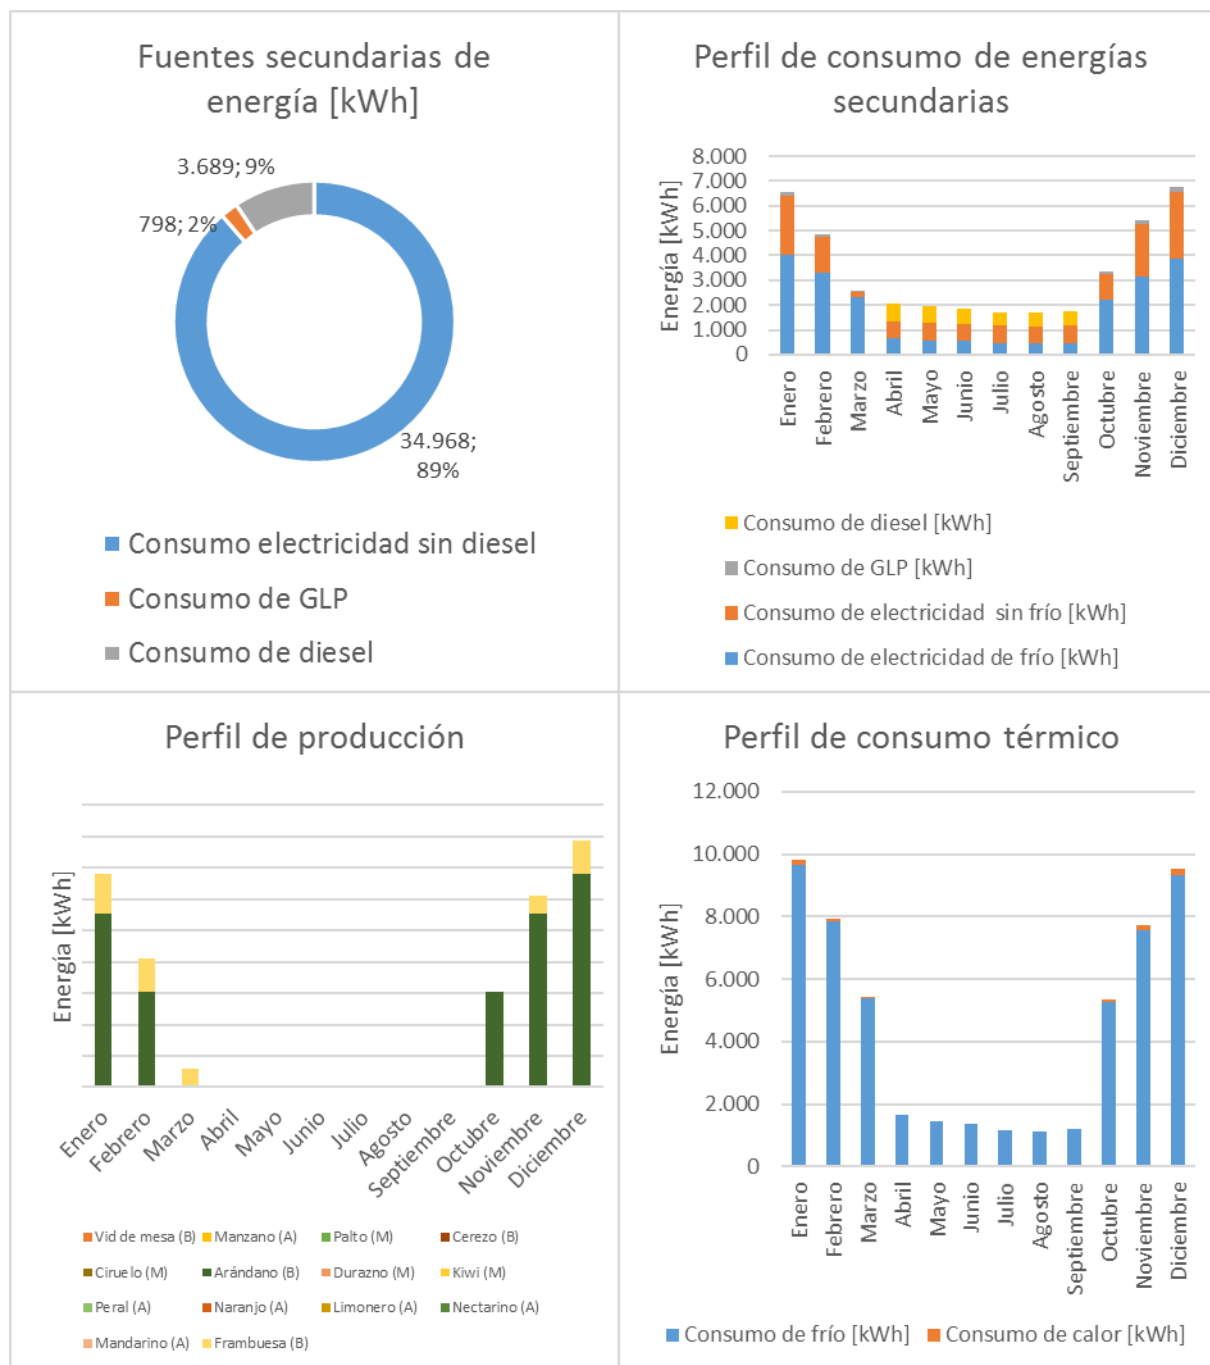 Fuentes secundarias de
energía [kWh]
3.689; 9%
798; 2%
34.968;
89%
Consumo electricidad sin diesel
Consumo de GLP
Consumo de diesel
Perfil de consumo de energías
secundarias
Energía [kWh]
8.000
7.000
6.000
5.000
4.000
3.000
2.000
1.000
0
Enero
Febrero
Marzo
Abril
Mayo
Junio
Julio
Agosto
Septiembre
Octubre
Noviembre
Diciembre
Consumo de diesel [kWh]
Consumo de GLP [kWh]
Consumo de electricidad sin frío [kWh]
Consumo de electricidad de frío [kWh]
Perfil de producción
Energía [kWh]
Enero
Febrero
Marzo
Abril
Mayo
Junio
Julio
Agosto
Septiembre
Octubre
Noviembre
Diciembre
Vid de mesa (B) Manzano (A) Palto (M) Cerezo (B)
Ciruelo (M) Arándano (B) Durazno (M) Kiwi (M)
Peral (A) Naranjo (A) Limonero (A) Nectarino (A)
Mandarino (A) Frambuesa (B)
Perfil de consumo térmico
Energía [kWh]
12.000
10.000
8.000
6.000
4.000
2.000
0
Enero
Febrero
Marzo
Abril
Mayo
Junio
Julio
Agosto
Septiembre
Octubre
Noviembre
Diciembre
Consumo de frío [kWh] Consumo de calor [kWh]